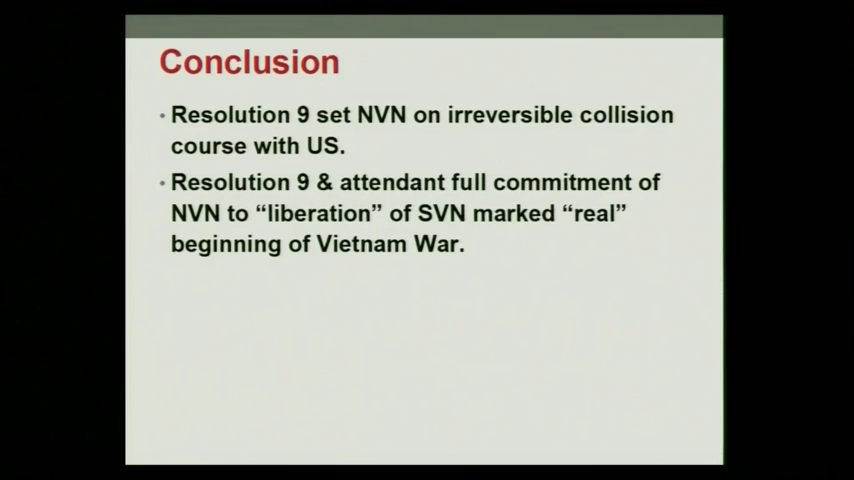 Conclusion
• Resolution 9 set NVN on irreversible collision
course with US.
• Resolution 9 & attendant full commitment of
NVN to “liberation” of SVN marked “real”
beginning of Vietnam War.